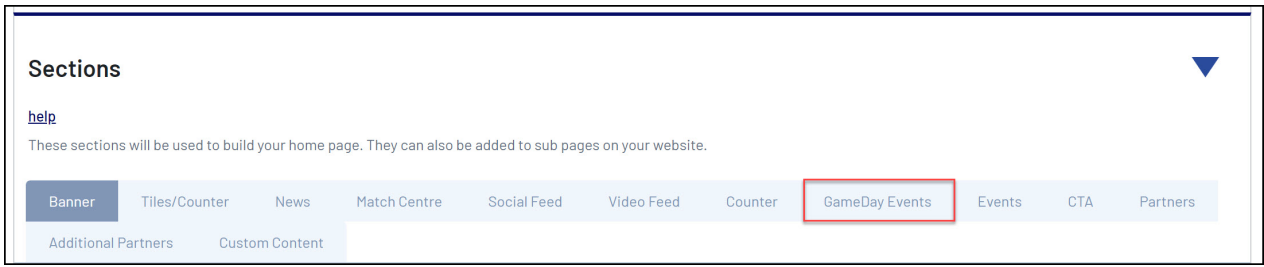 Sections
help
These sections will be used to build your home page. They can also be added to sub pages on your website.
Banner Tiles/Counter News Match Centre Social Feed Video Feed Counter GameDay Events Events CTA Partners
Additional Partners Custom Content